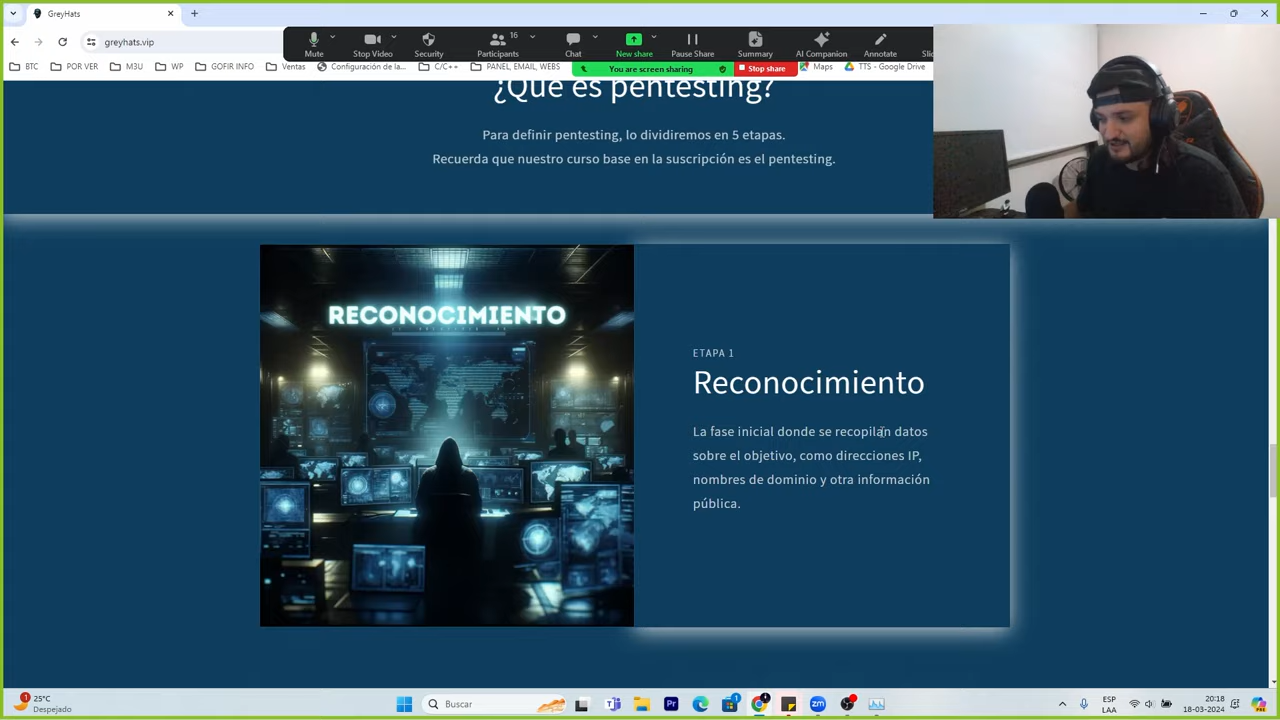 GreyHats
greyhats.vip
Mute
Stop Video
Security
Participants
16
Chat
New share
Pause Share
Summary
AI Companion
Annotate
You are screen sharing
Stop share
BTC
POR VER
M3U
WP
GOFIR INFO
Ventas
Configuración de la...
C/C++
PANEL, EMAIL, WEBS
Maps
TTS - Google Drive
¿Qué es pentesting?
Para definir pentesting, lo dividiremos en 5 etapas.
Recuerda que nuestro curso base en la suscripción es el pentesting.
RECONOCIMIENTO
ETAPA 1
Reconocimiento
La fase inicial donde se recopilan datos
sobre el objetivo, como direcciones IP,
nombres de dominio y otra información
pública.
1
25°C
Despejado
Buscar
Pr
1
zm
ESP
LAA
20:18
18-03-2024